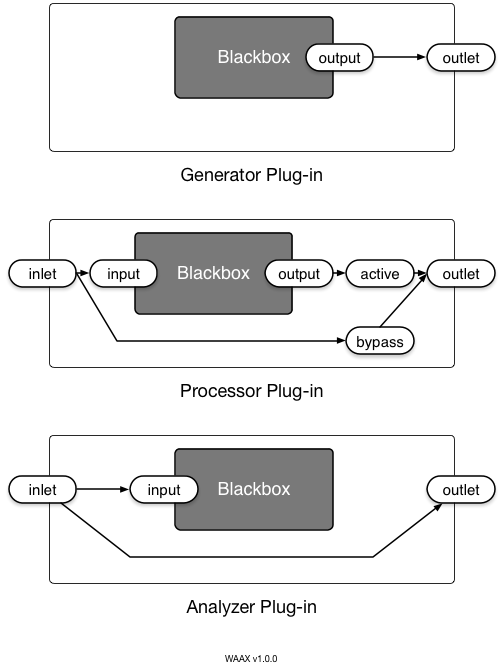 Blackbox output outlet
Generator Plug-in
inlet input Blackbox output active outlet
bypass
Processor Plug-in
inlet input Blackbox outlet
Analyzer Plug-in
WAAX v1.0.0